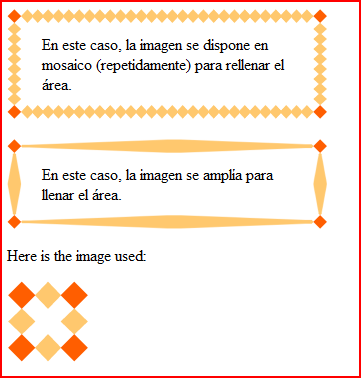 En este caso, la imagen se dispone en
mosaico (repetidamente) para rellenar el
área.
En este caso, la imagen se amplía para
llenar el área.
Here is the image used: